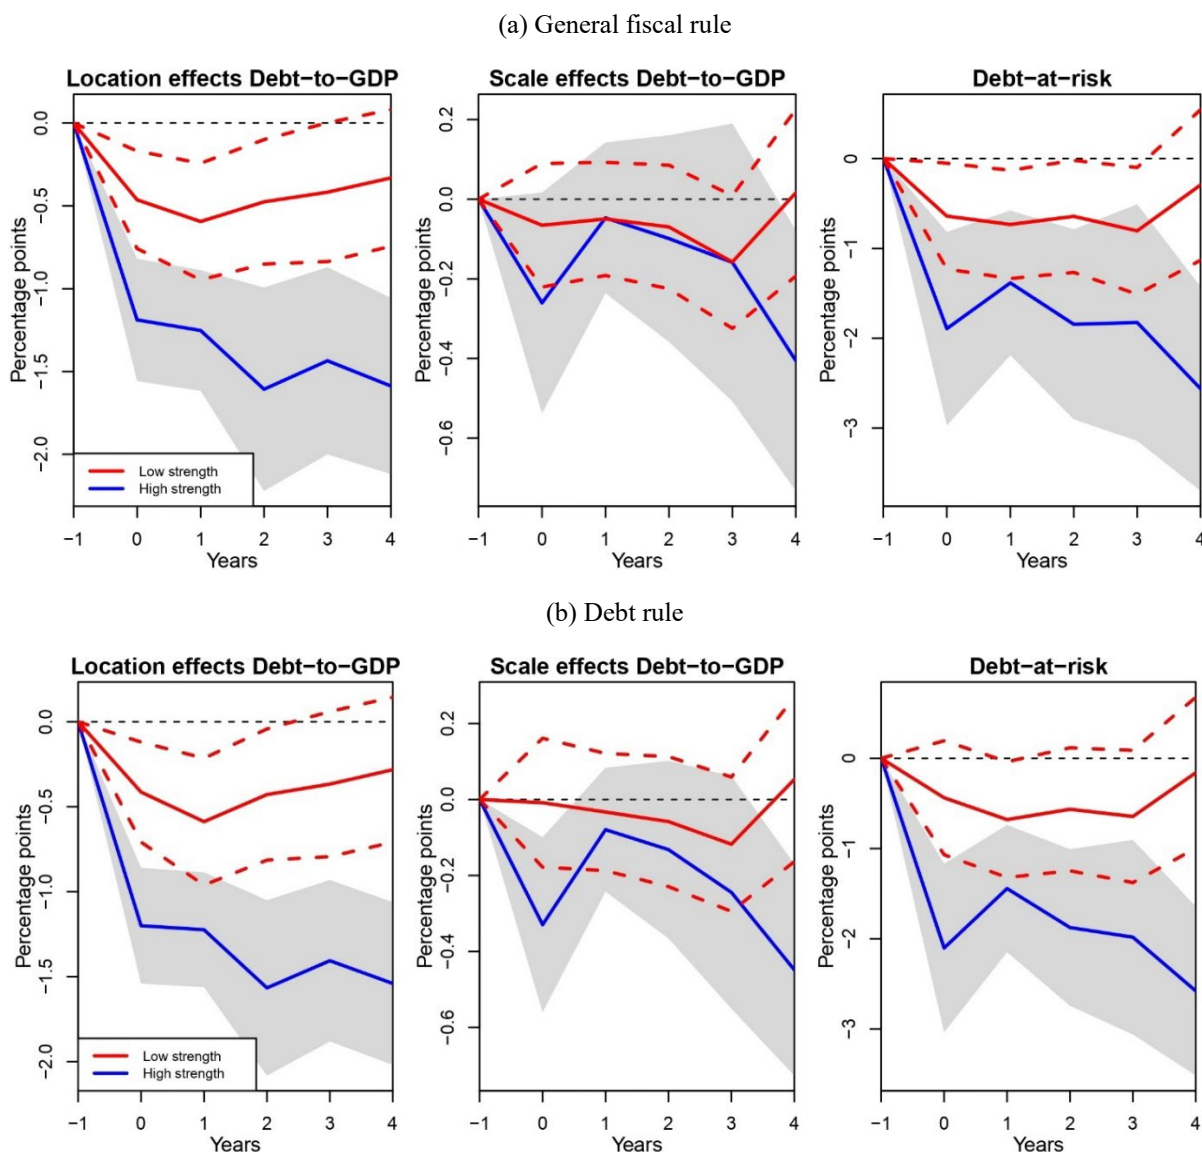 (a) General fiscal rule
Location effects Debt−to−GDP
Percentage points
0.0
−0.5
−1.0
−1.5
−2.0
Low strength
High strength
−1 0 1 2 3 4
Years
Scale effects Debt−to−GDP
Percentage points
0.2
0.0
−0.2
−0.4
−0.6
−1 0 1 2 3 4
Years
Debt−at−risk
Percentage points
0
−1
−2
−3
−1 0 1 2 3 4
Years
(b) Debt rule
Location effects Debt−to−GDP
Percentage points
0.0
−0.5
−1.0
−1.5
−2.0
Low strength
High strength
−1 0 1 2 3 4
Years
Scale effects Debt−to−GDP
Percentage points
0.2
0.0
−0.2
−0.4
−0.6
−1 0 1 2 3 4
Years
Debt−at−risk
Percentage points
0
−1
−2
−3
−1 0 1 2 3 4
Years